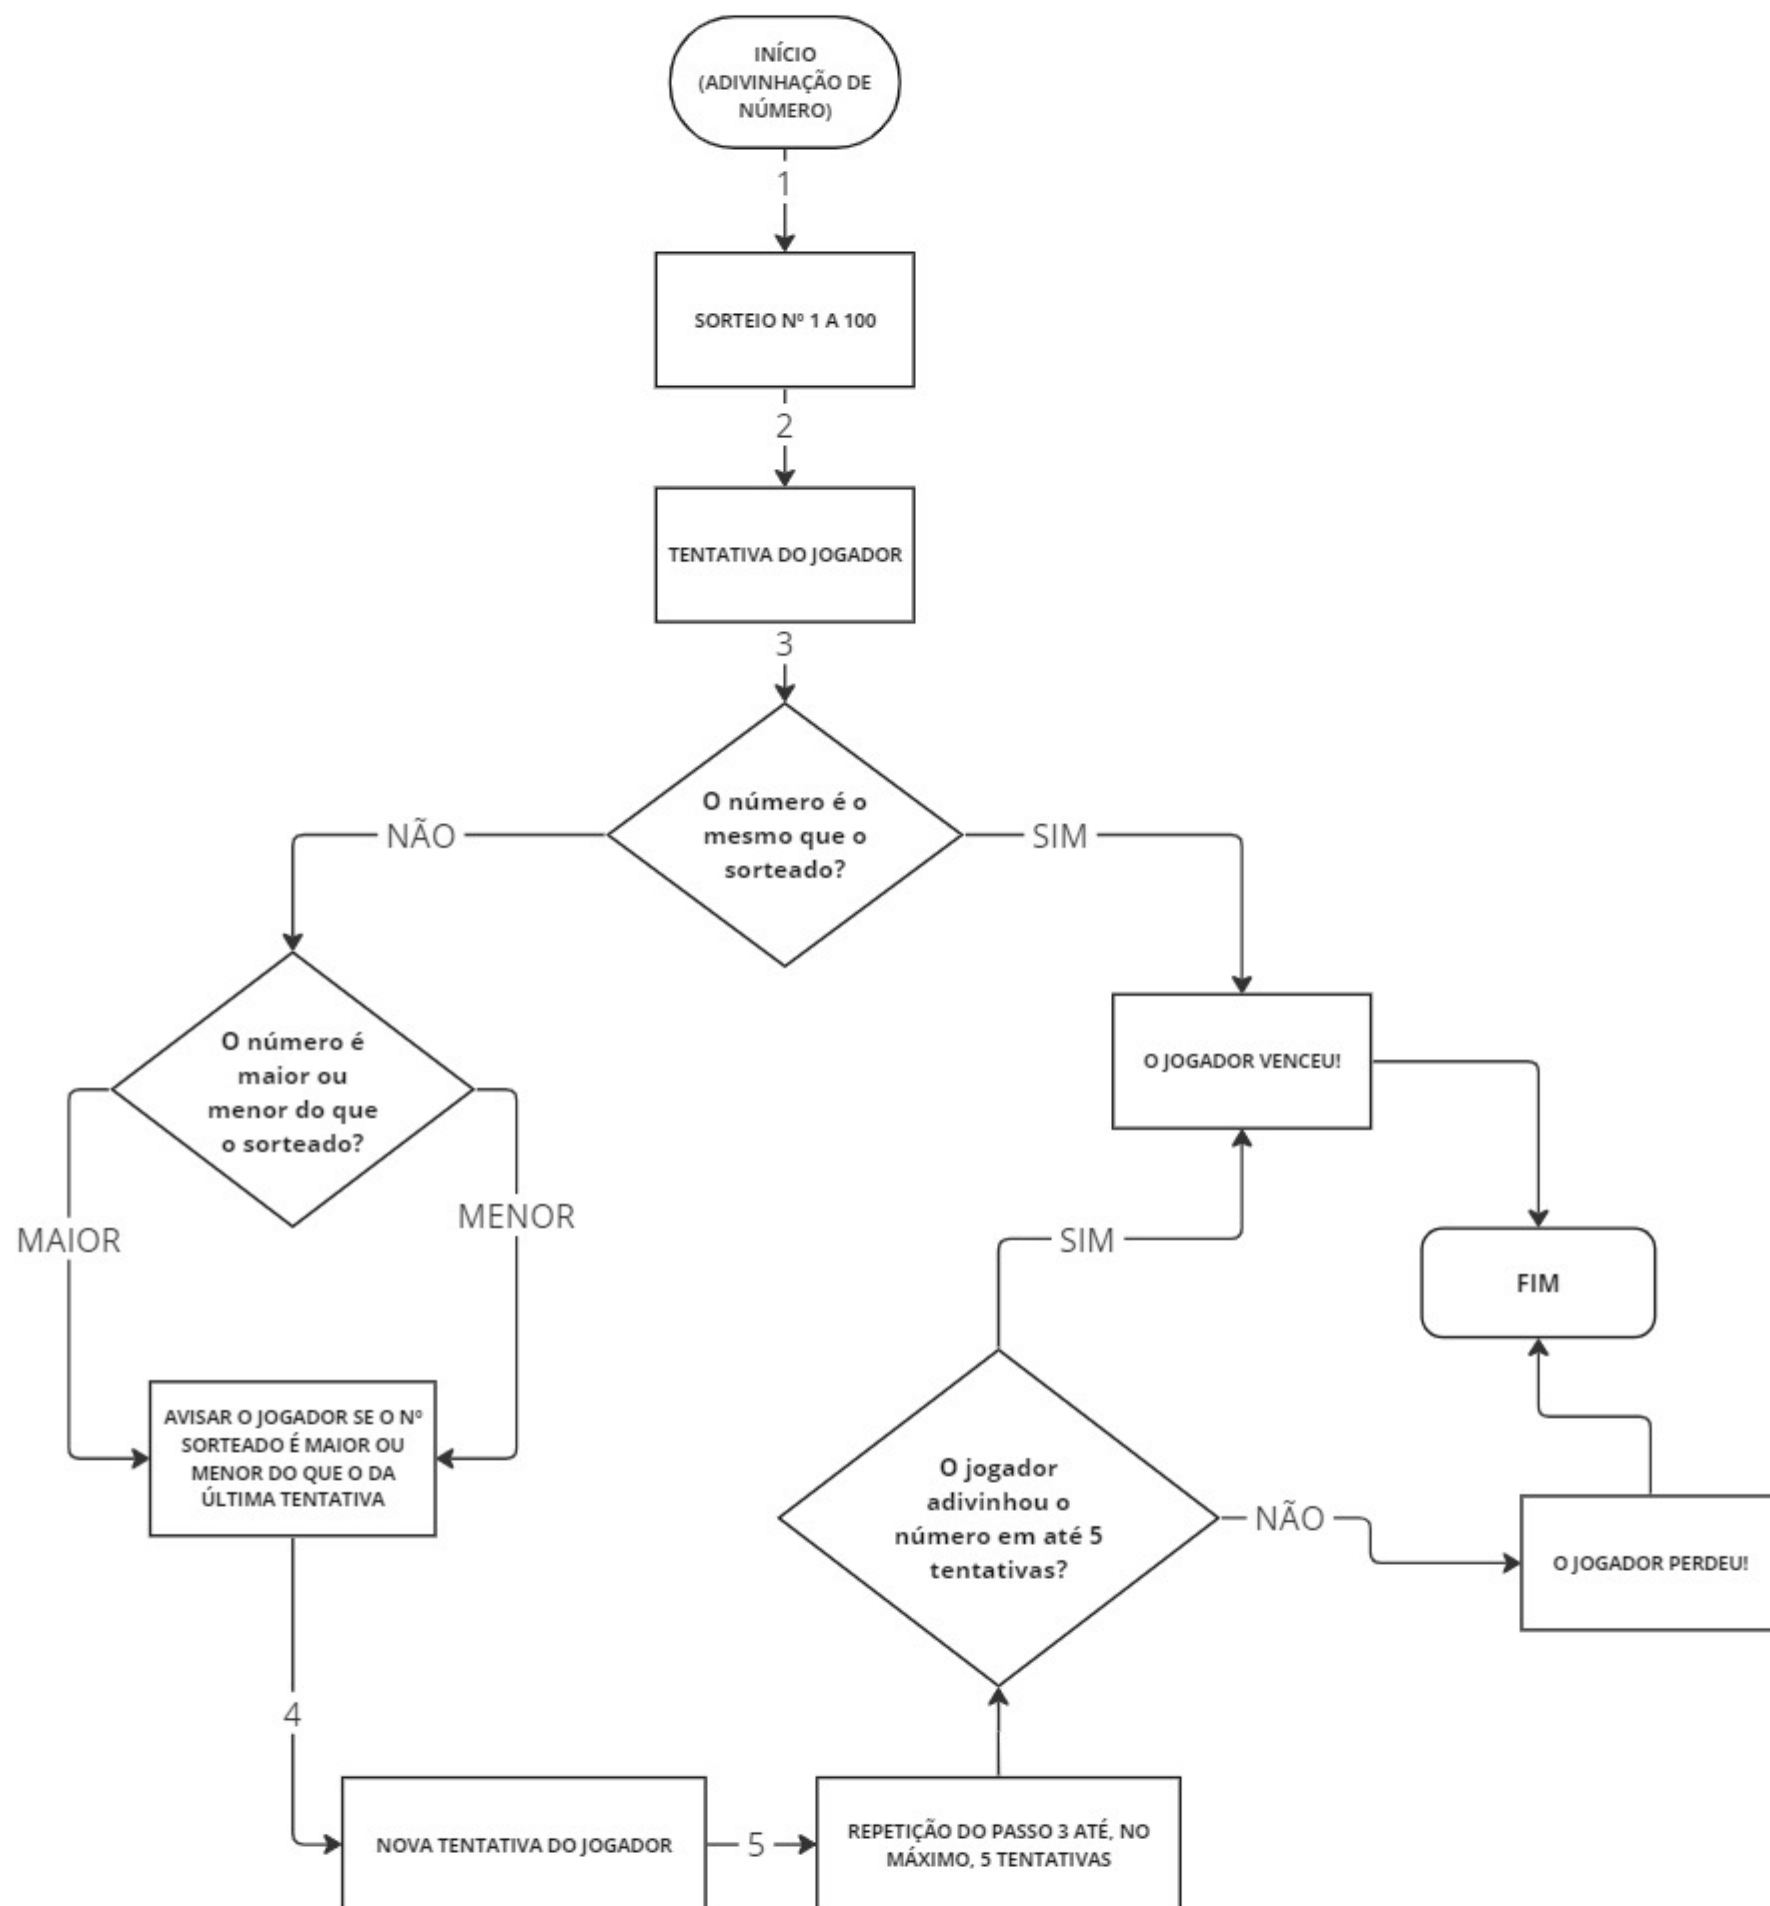 INÍCIO
(ADIVINHAÇÃO DE
NÚMERO)
1
SORTEIO Nº 1 A 100
2
TENTATIVA DO JOGADOR
3
O número é o
mesmo que o
sorteado?
NÃO
SIM
O número é
maior ou
menor do que
o sorteado?
MAIOR
MENOR
O JOGADOR VENCEU!
SIM
FIM
AVISAR O JOGADOR SE O Nº
SORTEADO É MAIOR OU
MENOR DO QUE O DA
ÚLTIMA TENTATIVA
O jogador
adivinhou o
número em até 5
tentativas?
NÃO
O JOGADOR PERDEU!
4
NOVA TENTATIVA DO JOGADOR
5
REPETIÇÃO DO PASSO 3 ATÉ, NO
MÁXIMO, 5 TENTATIVAS